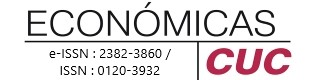 ECONÓMICAS
e-ISSN : 2382-3860 /
ISSN : 0120-3932
CUC